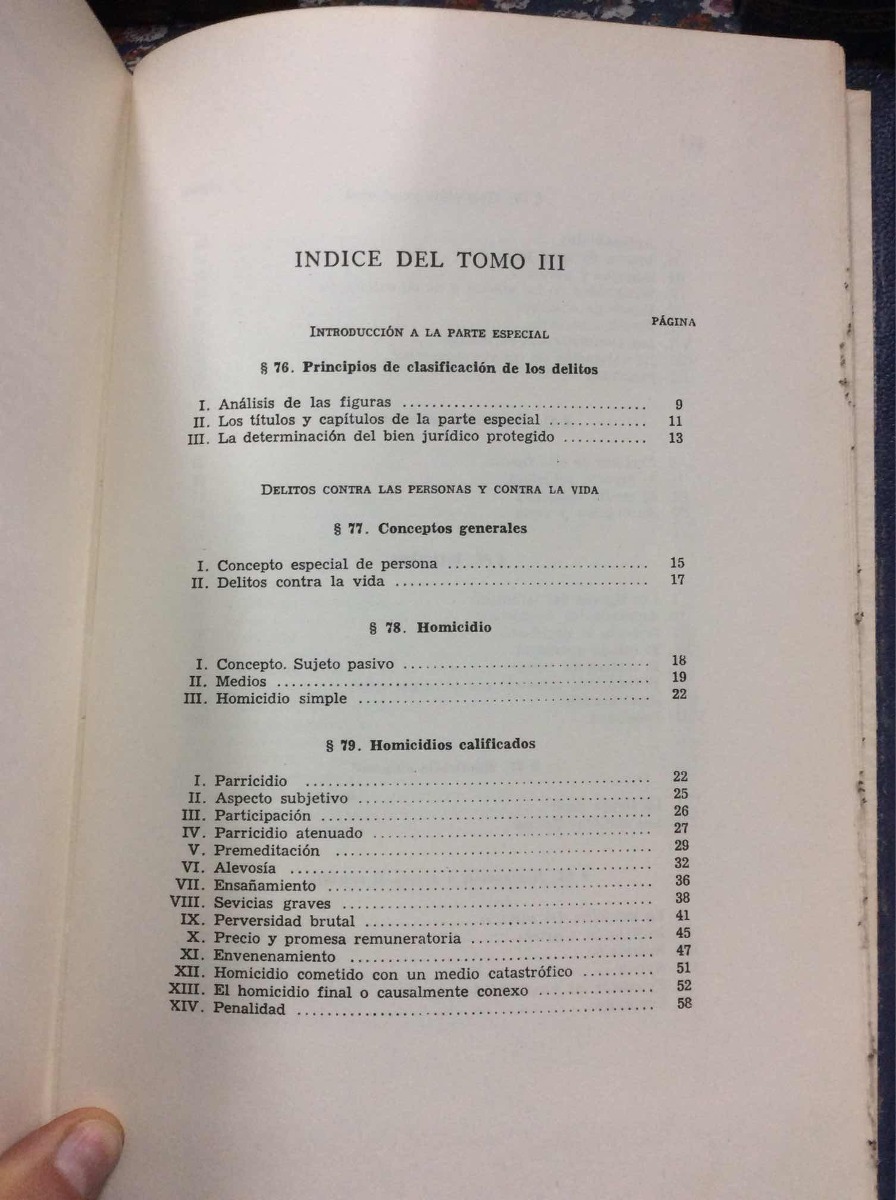 INDICE DEL TOMO III
PÁGINA
INTRODUCCIÓN A LA PARTE ESPECIAL
§ 76. Principios de clasificación de los delitos
I. Análisis de las figuras ................................ 9
II. Los títulos y capítulos de la parte especial .............. 11
III. La determinación del bien jurídico protegido ............ 13
DELITOS CONTRA LAS PERSONAS Y CONTRA LA VIDA
§ 77. Conceptos generales
I. Concepto especial de persona ............................ 15
II. Delitos contra la vida ................................... 17
§ 78. Homicidio
I. Concepto. Sujeto pasivo .................................. 18
II. Medios ................................................... 19
III. Homicidio simple ........................................ 22
§ 79. Homicidios calificados
I. Parricidio ............................................... 22
II. Aspecto subjetivo ........................................ 25
III. Participación ............................................. 26
IV. Parricidio atenuado ...................................... 27
V. Premeditación ........................................... 29
VI. Alevosía ................................................. 32
VII. Ensañamiento ............................................ 36
VIII. Sevicias graves .......................................... 38
IX. Perversidad brutal ....................................... 41
X. Precio y promesa remuneratoria ......................... 45
XI. Envenenamiento ......................................... 47
XII. Homicidio cometido con un medio catastrófico .......... 51
XIII. El homicidio final o causalmente conexo ................ 52
XIV. Penalidad ................................................ 58